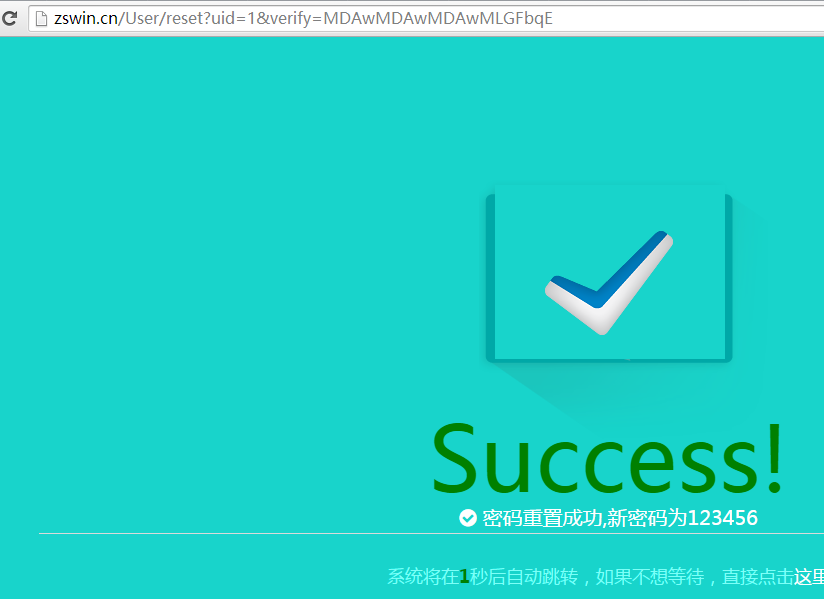 zswin.cn/User/reset?uid=1&verify=MDAwMDAwMDAwMLGFbqE
Success!
密码重置成功,新密码为123456
系统将在1秒后自动跳转，如果不想等待，直接点击这里